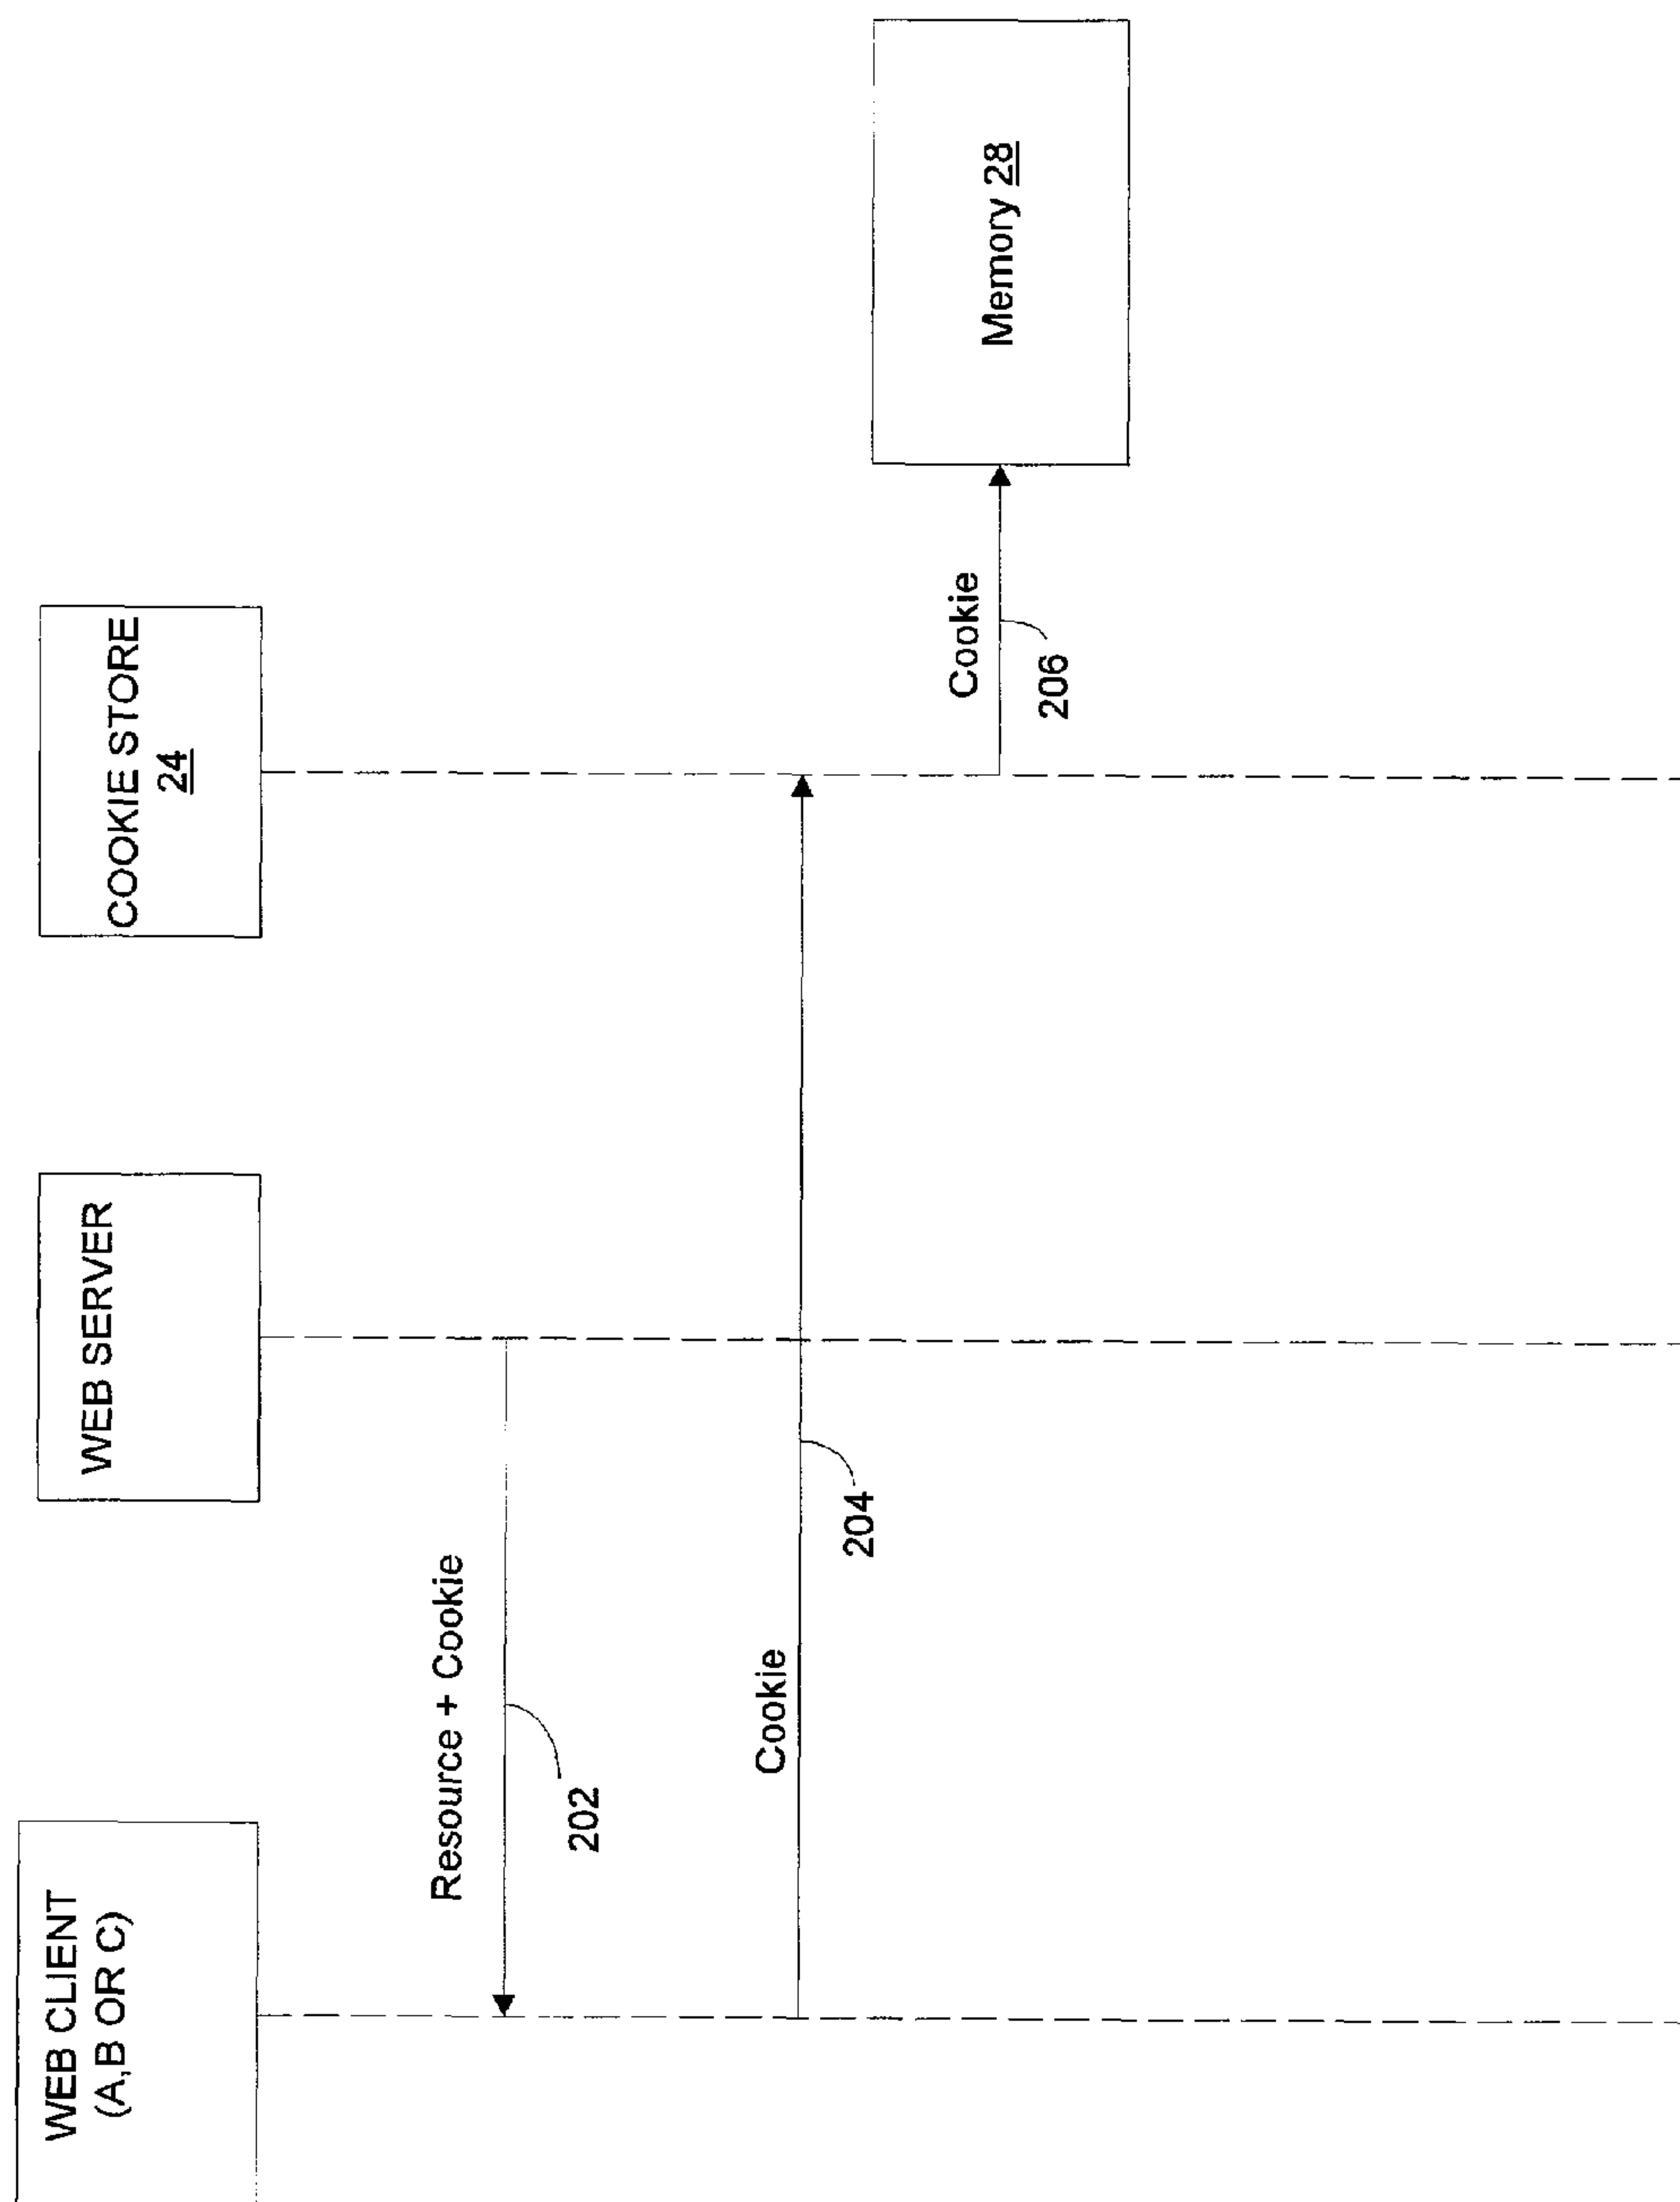 WEB CLIENT
(A,B OR C)
WEB SERVER
COOKIE STORE
24
Resource + Cookie
202
Cookie
204
Cookie
206
Memory 28